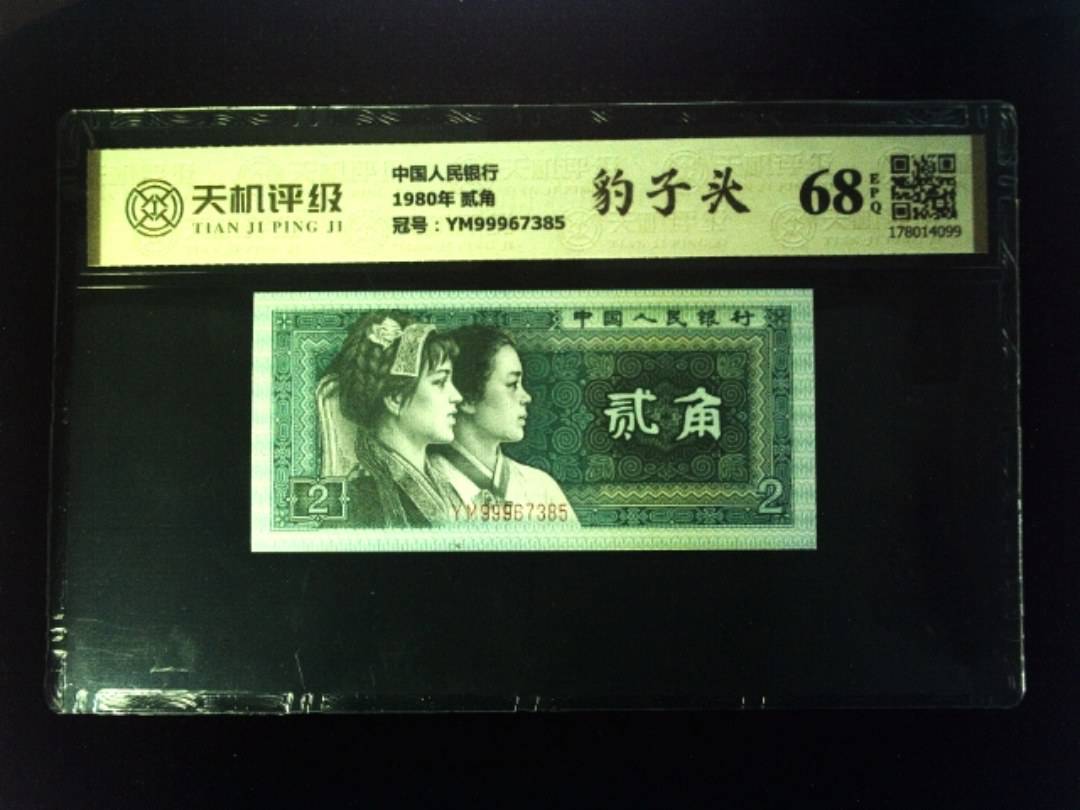 天机评级
TIAN JI PING JI
中国人民银行
1980年 贰角
冠号：YM99967385
豹子头
68
EPQ
178014099
中国人民银行
贰角
2
2
YM99967385